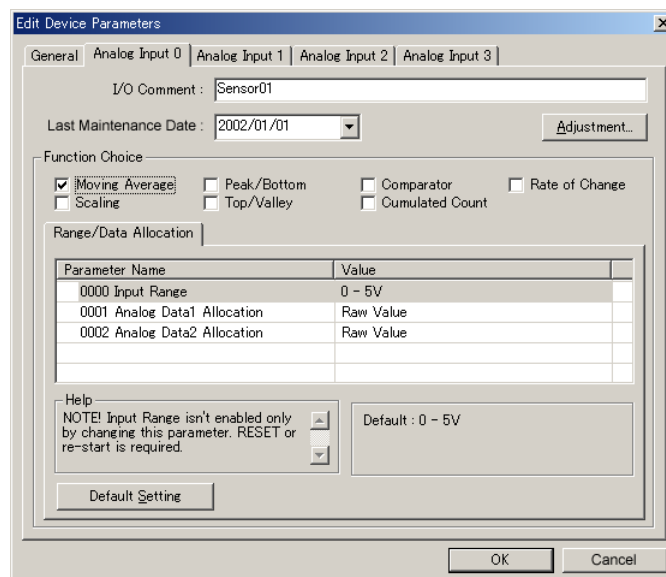 Edit Device Parameters
General Analog Input 0 Analog Input 1 Analog Input 2 Analog Input 3
I/O Comment : Sensor01
Last Maintenance Date : 2002/01/01
Adjustment...
Function Choice
Moving Average Peak/Bottom Comparator Rate of Change
Scaling Top/Valley Cumulated Count
Range/Data Allocation
Parameter Name Value
0000 Input Range 0 - 5V
0001 Analog Data1 Allocation Raw Value
0002 Analog Data2 Allocation Raw Value
Help
NOTE! Input Range isn't enabled only
by changing this parameter. RESET or
re-start is required.
Default : 0 - 5V
Default Setting
OK Cancel